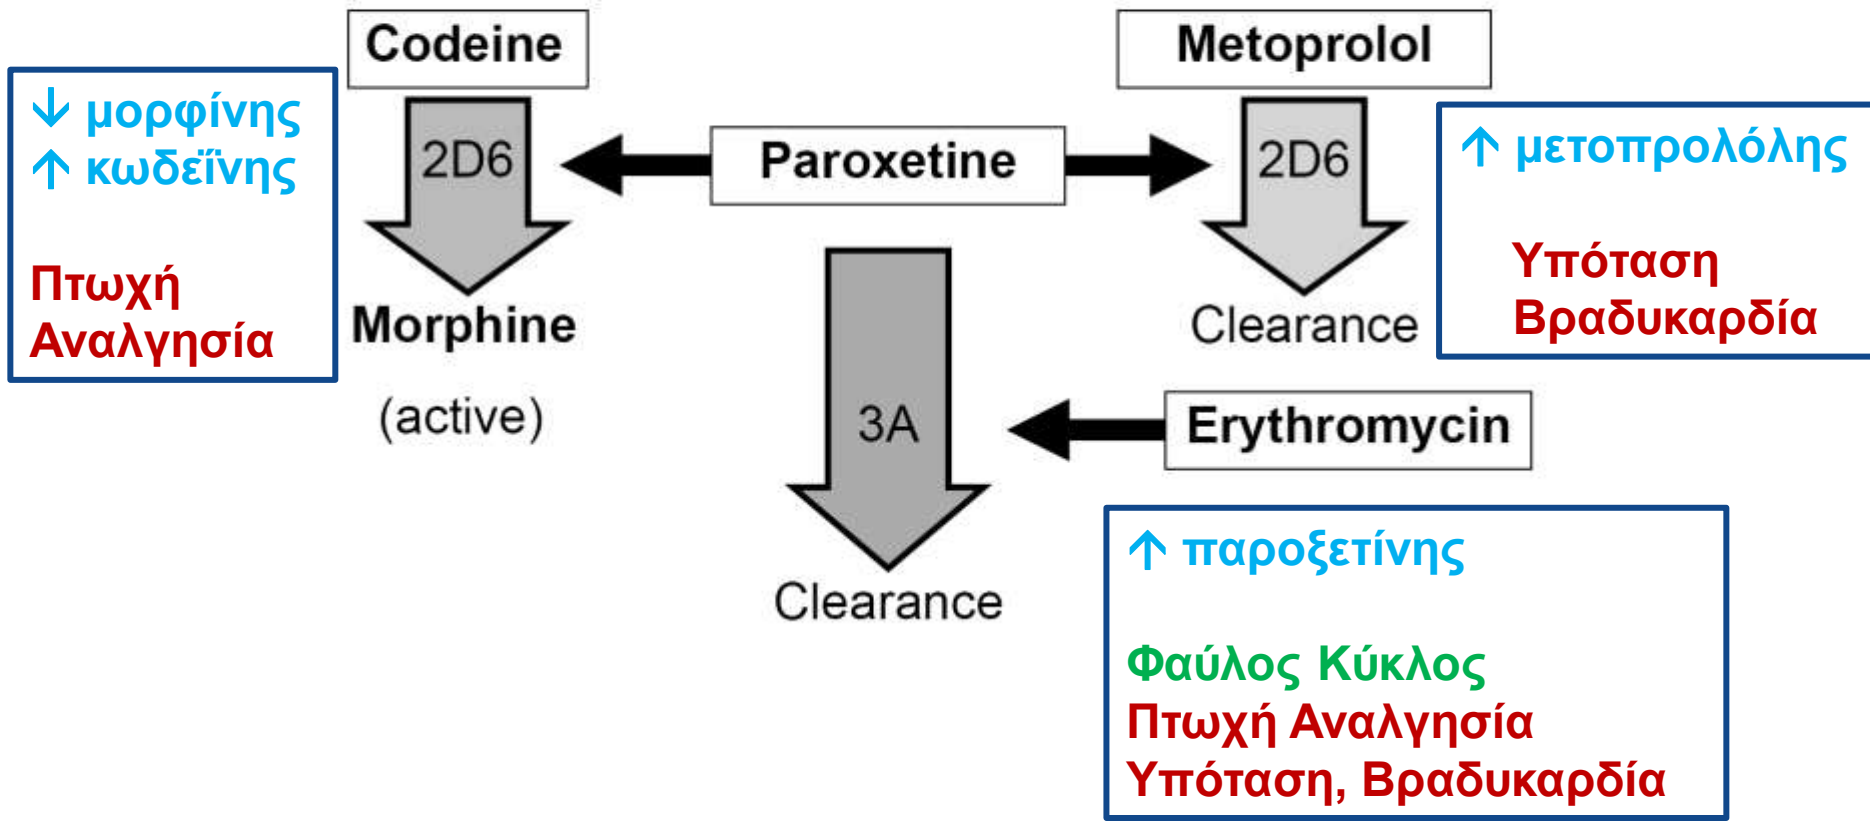 Codeine
Metoprolol
↓ μορφίνης
↑ κωδεΐνης
Πτωχή
Αναλγησία
2D6
Paroxetine
2D6
↑ μετοπρολόλης
Υπόταση
Βραδυκαρδία
Morphine
(active)
Clearance
3A
Erythromycin
Clearance
↑ παροξετίνης
Φαύλος Κύκλος
Πτωχή Αναλγησία
Υπόταση, Βραδυκαρδία